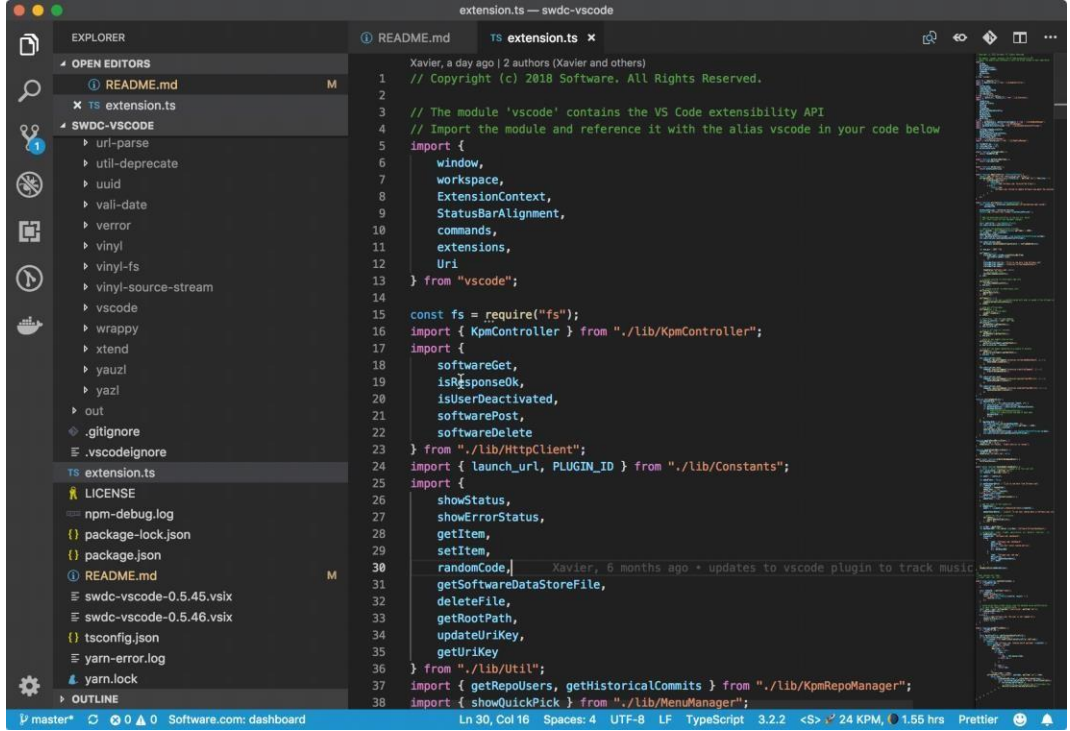 extension.ts — swdc-vscode
EXPLORER
OPEN EDITORS
README.md M
TS extension.ts
SWDC-VSCODE
url-parse
util-deprecate
uuid
vali-date
verror
vinyl
vinyl-fs
vinyl-source-stream
vscode
wrappy
xtend
yauzl
yazl
out
.gitignore
.vscodeignore
TS extension.ts
LICENSE
npm-debug.log
{} package-lock.json
{} package.json
README.md M
swdc-vscode-0.5.45.vsix
swdc-vscode-0.5.46.vsix
{} tsconfig.json
yarn-error.log
yarn.lock
OUTLINE
1
README.md TS extension.ts ×
Xavier, a day ago | 2 authors (Xavier and others)
1 // Copyright (c) 2018 Software. All Rights Reserved.
2
3 // The module 'vscode' contains the VS Code extensibility API
4 // Import the module and reference it with the alias vscode in your code below
5 import {
6 window,
7 workspace,
8 ExtensionContext,
9 StatusBarAlignment,
10 commands,
11 extensions,
12 Uri
13 } from "vscode";
14
15 const fs = require("fs");
16 import { KpmController } from "./lib/KpmController";
17 import {
18 softwareGet,
19 isResponseOk,
20 isUserDeactivated,
21 softwarePost,
22 softwareDelete
23 } from "./lib/HttpClient";
24 import { launch_url, PLUGIN_ID } from "./lib/Constants";
25 import {
26 showStatus,
27 showErrorStatus,
28 getItem,
29 setItem,
30 randomCode, Xavier, 6 months ago • updates to vscode plugin to track music
31 getSoftwareDataStoreFile,
32 deleteFile,
33 getRootPath,
34 updateUriKey,
35 getUriKey
36 } from "./lib/Util";
37 import { getRepoUsers, getHistoricalCommits } from "./lib/KpmRepoManager";
38 import { showQuickPick } from "./lib/MenuManager";
master* 0 0 Software.com: dashboard Ln 30, Col 16 Spaces: 4 UTF-8 LF TypeScript 3.2.2 <S> 24 KPM, 1.55 hrs Prettier